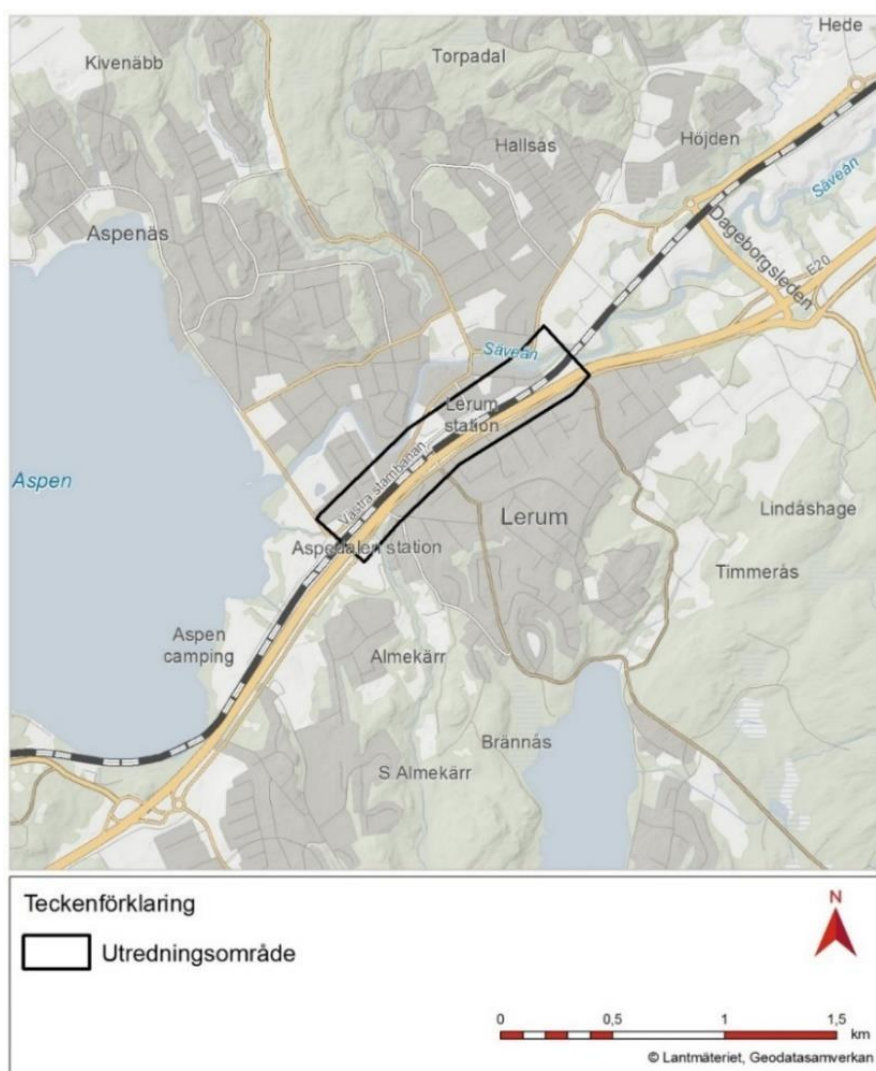 Hede
Kivenäbb
Torpadal
Hallsås
Höjden
Säveån
Aspenäs
Dageborgsleden
E20
Säveån
Lerum
station
Västra stambanan
Aspen
Lerum
Lindåshage
Aspedalen station
Timmerås
Aspen
camping
Almekärr
Brännås
S Almekärr
Teckenförklaring
N
Utredningsområde
0 0,5 1 1,5
km
© Lantmäteriet, Geodatasamverkan